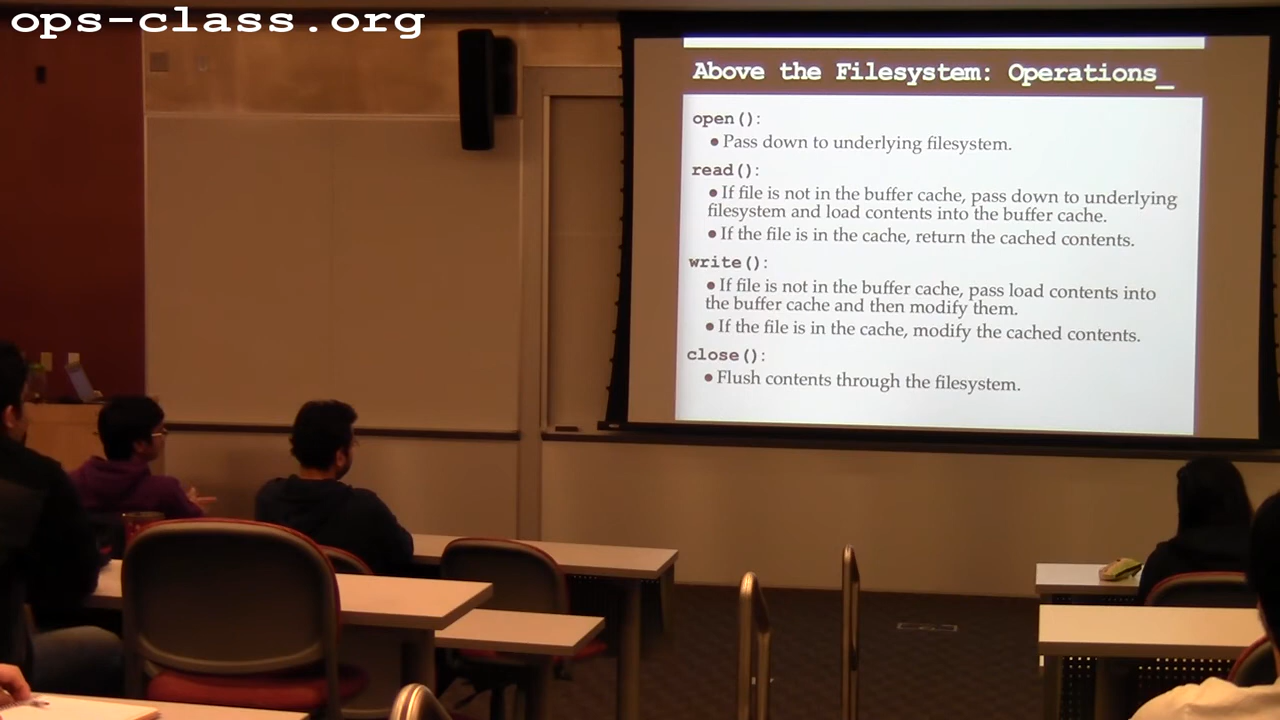 ops-class.org
Above the Filesystem: Operations_
open():
● Pass down to underlying filesystem.
read():
● If file is not in the buffer cache, pass down to underlying
filesystem and load contents into the buffer cache.
● If the file is in the cache, return the cached contents.
write():
● If file is not in the buffer cache, pass load contents into
the buffer cache and then modify them.
● If the file is in the cache, modify the cached contents.
close():
● Flush contents through the filesystem.